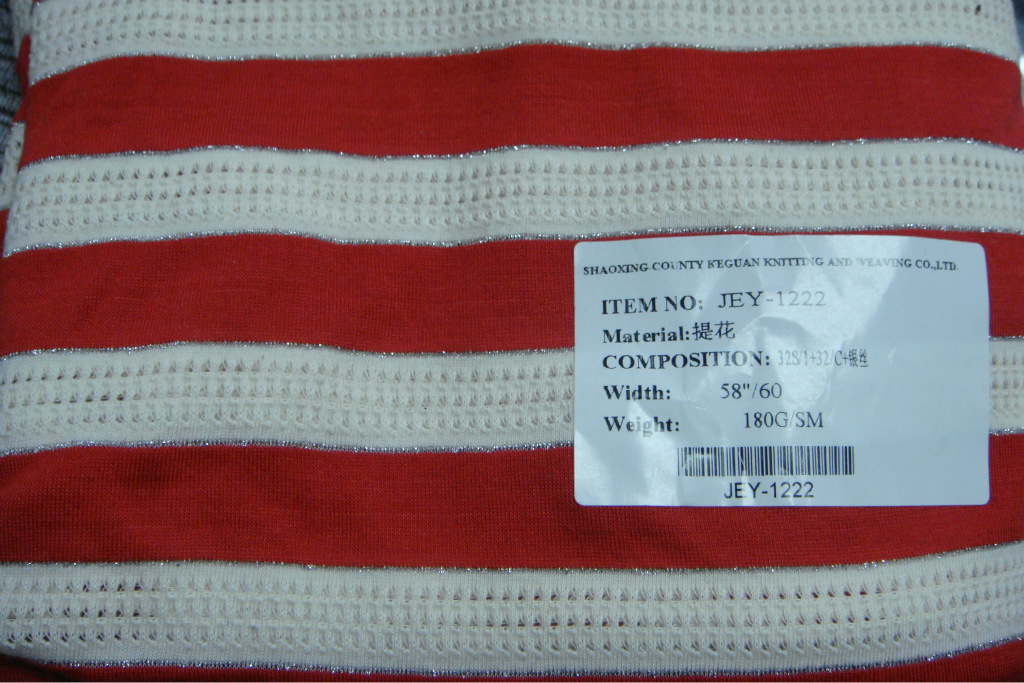 SHAOXING COUNTY KEGUAN KNITTING AND WEAVING CO.,LTD.
ITEM NO: JEY-1222
Material:提花
COMPOSITION: 32S/1+32/C+银丝
Width: 58"/60
Weight: 180G/SM
JEY-1222